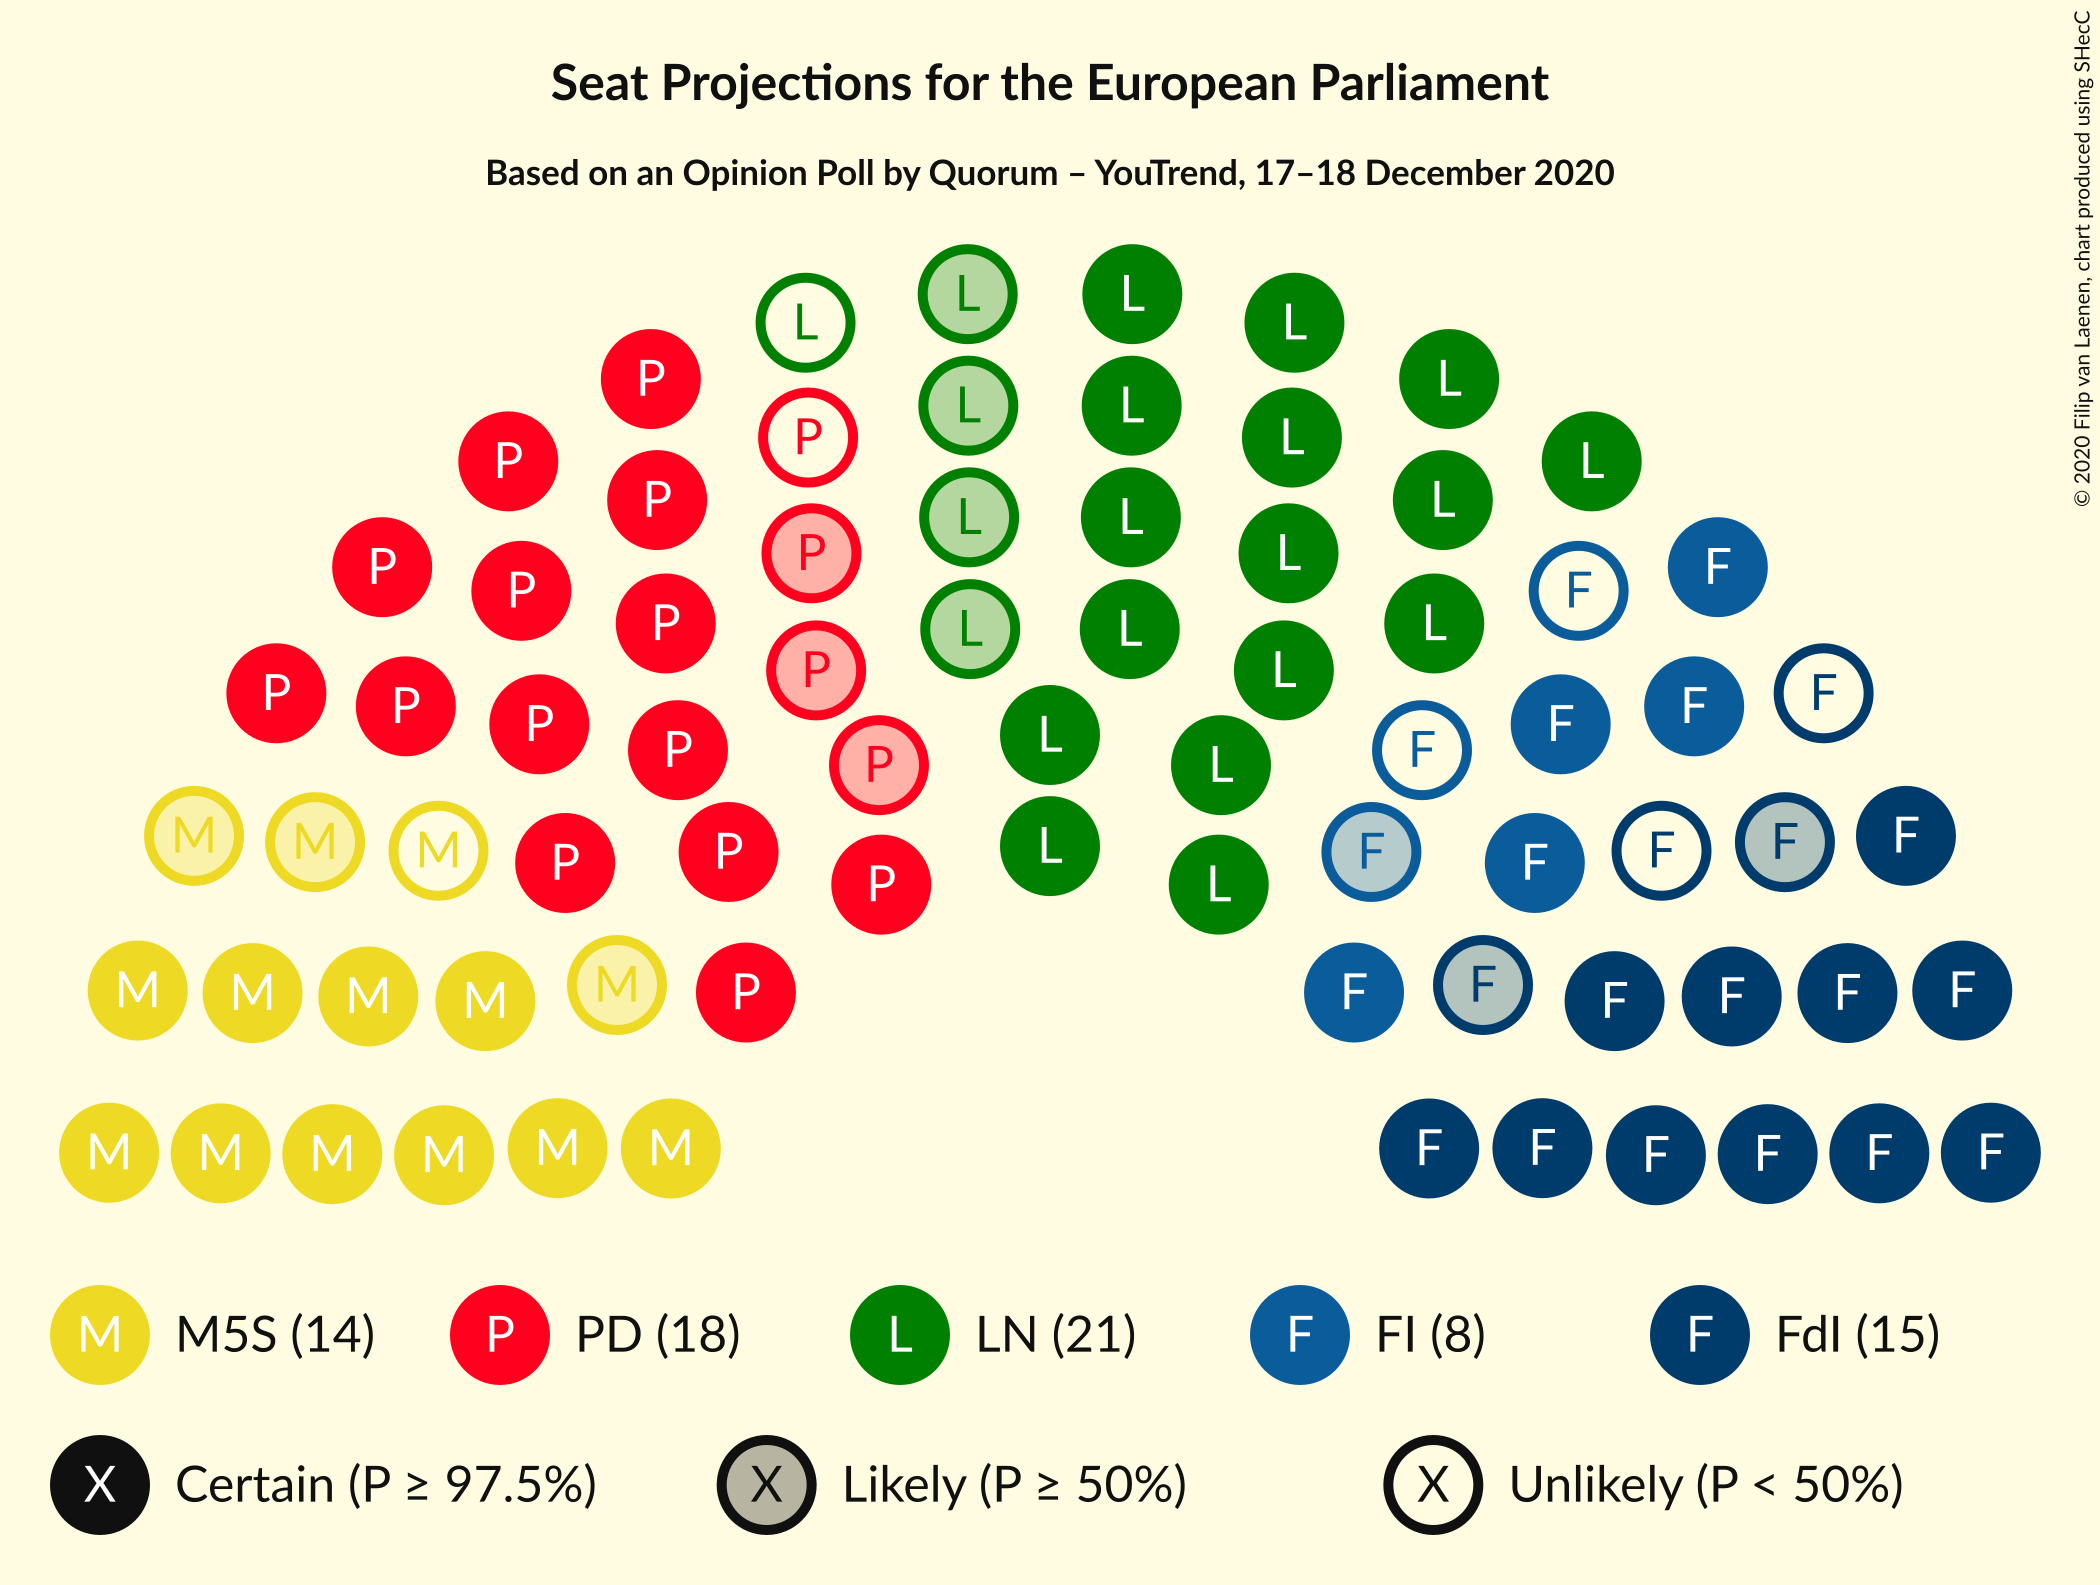 Seat Projections for the European Parliament
Based on an Opinion Poll by Quorum – YouTrend, 17–18 December 2020
© 2020 Filip van Laenen, chart produced using SHecC
L L
L L
P L
L L
P P L L
P L
P L
L L
P P F F
P L L
P L
P P F F
P P F F
L
P F
P L
M M F F
M P L P F F F
P F
P L
M M M M M P F F F F F F
M M M M M M F F F F F F
M M5S (14) P PD (18) L LN (21) F FI (8) F FdI (15)
X Certain (P ≥ 97.5%) X Likely (P ≥ 50%) X Unlikely (P < 50%)